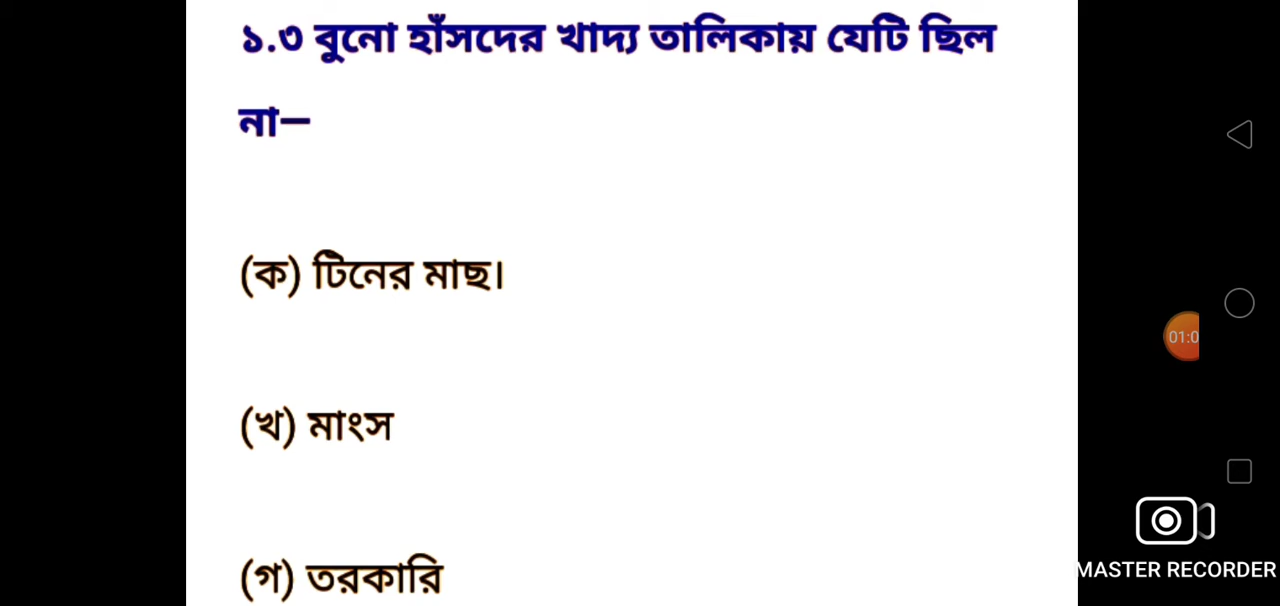 ১.৩ বুনো হাঁসদের খাদ্য তালিকায় যেটি ছিল
না—
(ক) টিনের মাছ।
(খ) মাংস
(গ) তরকারি
01:0
MASTER RECORDER